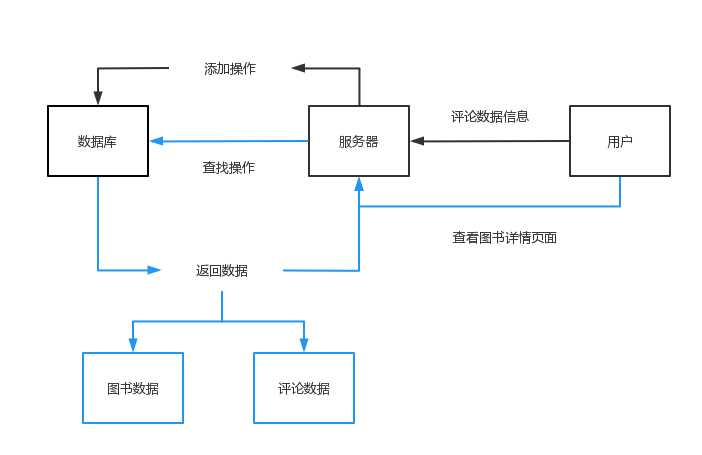 添加操作
评论数据信息
数据库
服务器
用户
查找操作
查看图书详情页面
返回数据
图书数据
评论数据